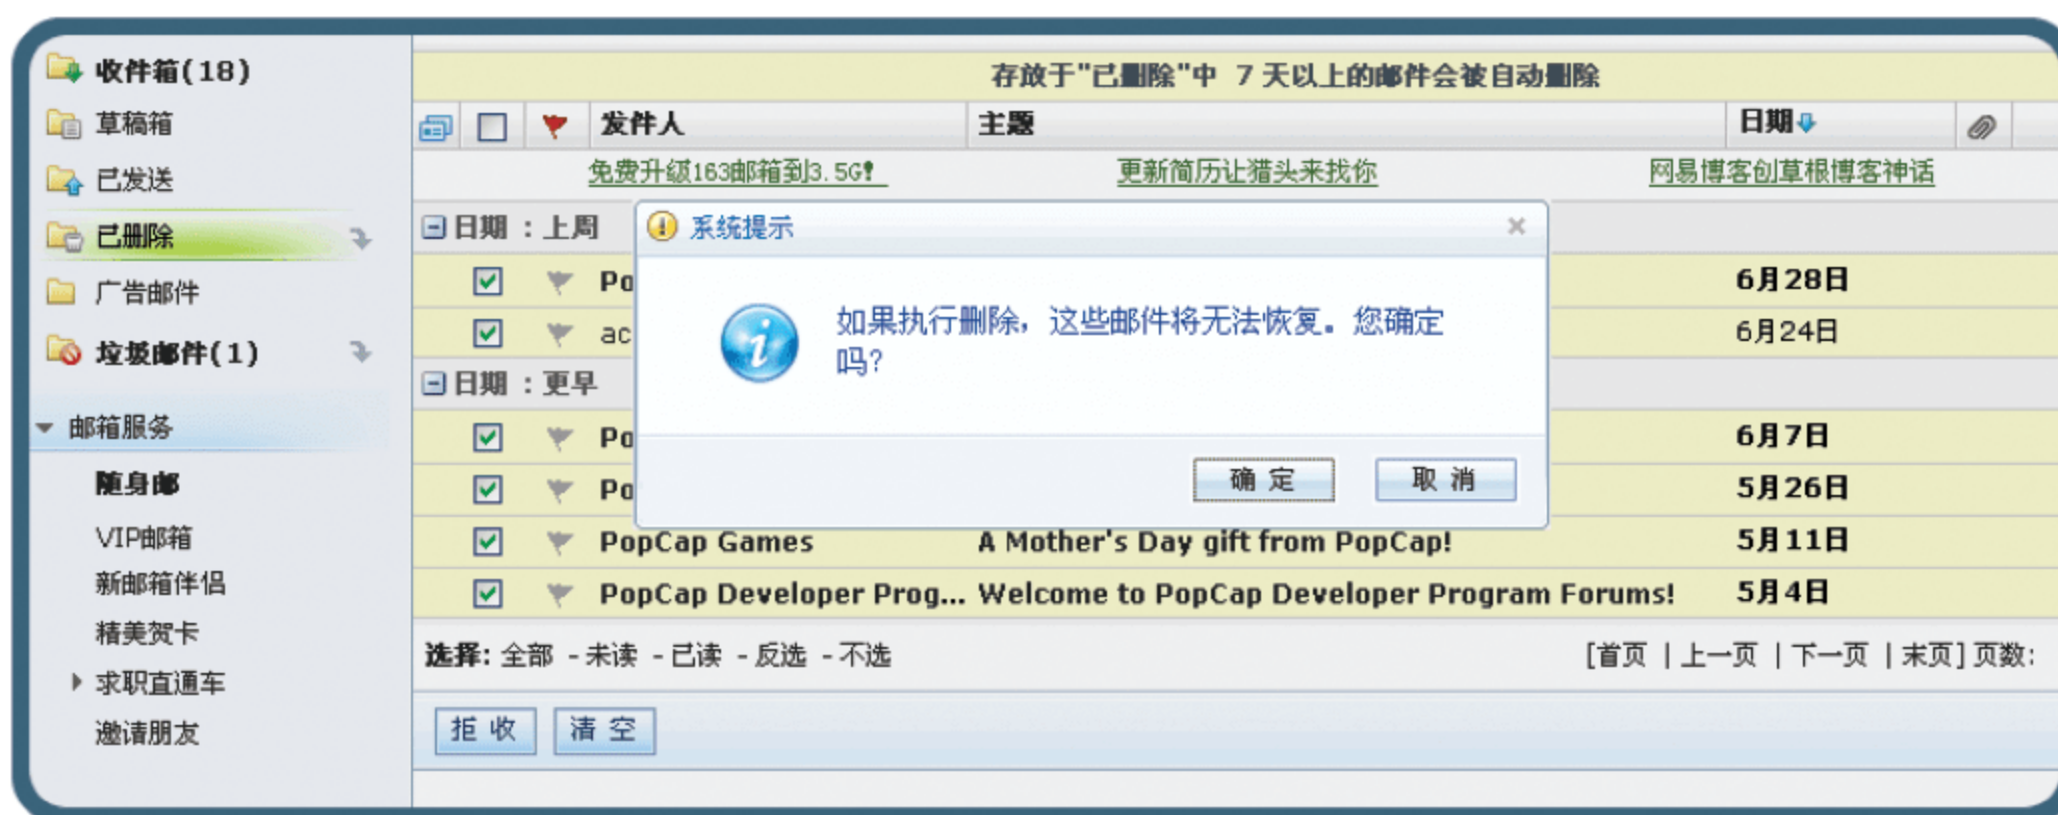 收件箱(18)
草稿箱
已发送
已删除
广告邮件
垃圾邮件(1)
邮箱服务
随身邮
VIP邮箱
新邮箱伴侣
精美贺卡
求职直通车
邀请朋友
存放于"已删除"中 7 天以上的邮件会被自动删除
发件人 主题 日期
免费升级163邮箱到3.5G! 更新简历让猎头来找你 网易博客创草根博客神话
日期 : 上周
Po 6月28日
ac 6月24日
日期 : 更早
Po 6月7日
Po 5月26日
PopCap Games A Mother's Day gift from PopCap! 5月11日
PopCap Developer Prog... Welcome to PopCap Developer Program Forums! 5月4日
系统提示
如果执行删除，这些邮件将无法恢复。您确定
吗？
确 定 取 消
选择: 全部 - 未读 - 已读 - 反选 - 不选 [首页 | 上一页 | 下一页 | 末页] 页数:
拒 收 清 空